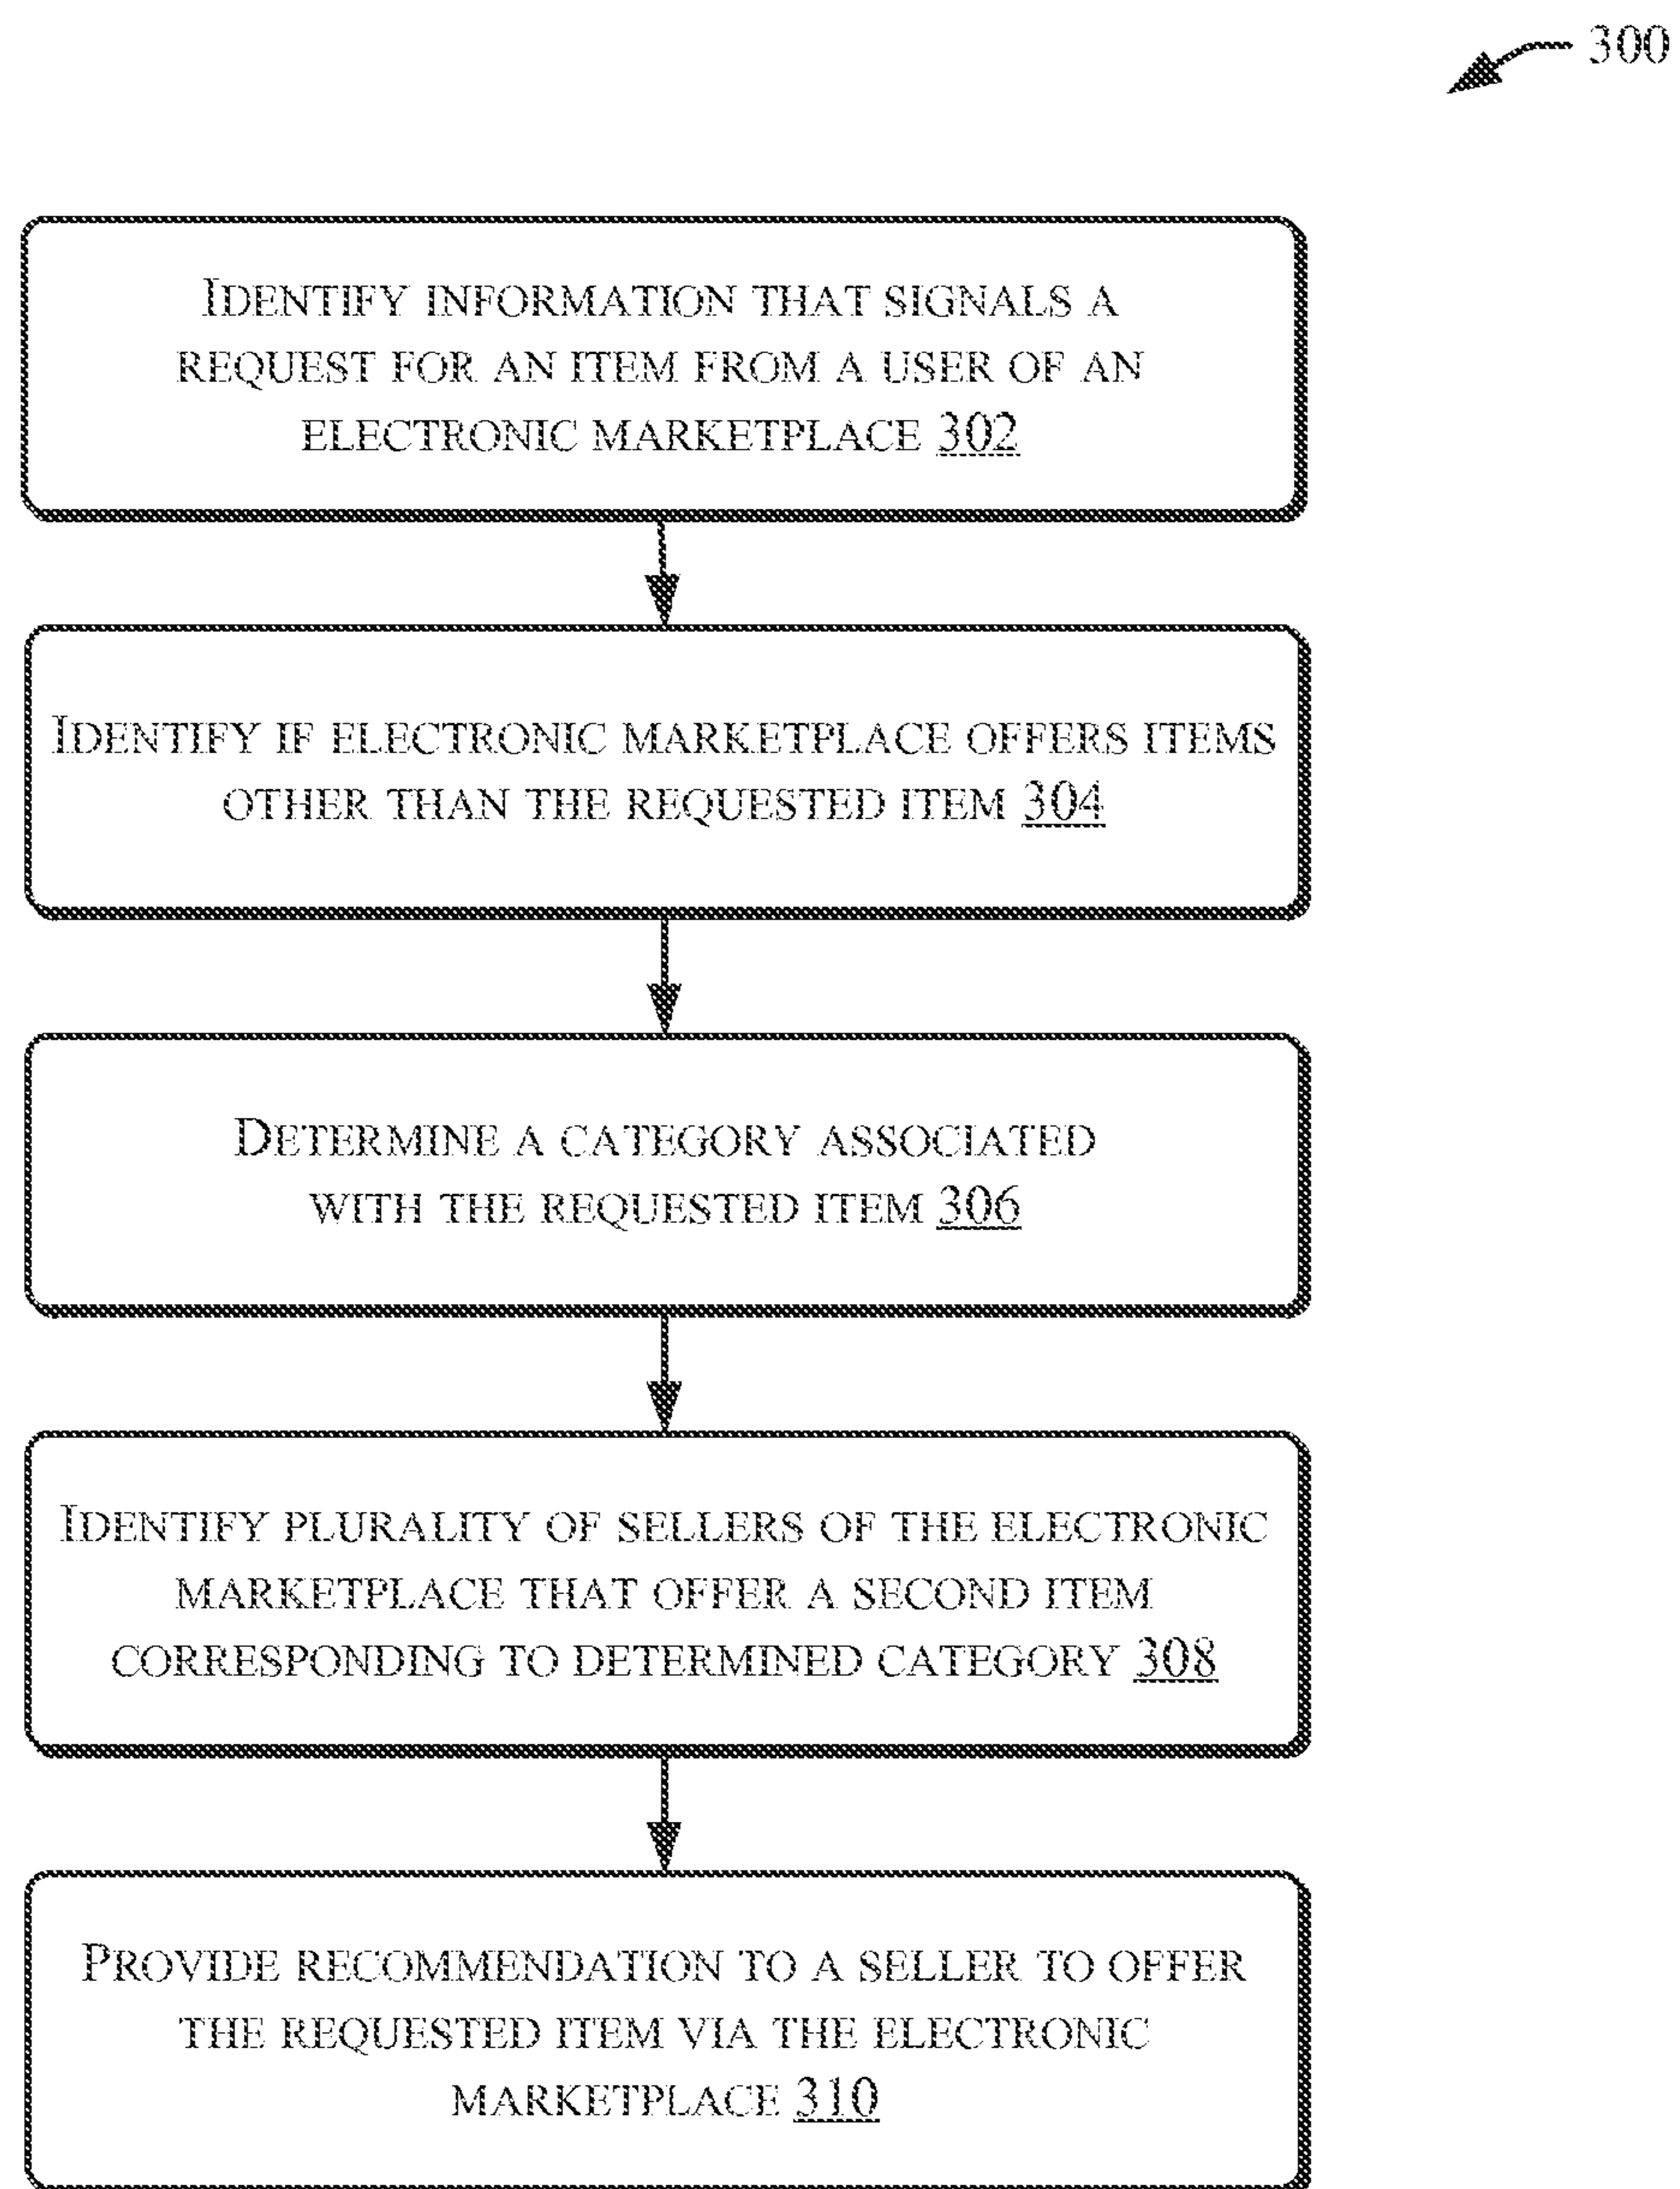 300
IDENTIFY INFORMATION THAT SIGNALS A
REQUEST FOR AN ITEM FROM A USER OF AN
ELECTRONIC MARKETPLACE 302
IDENTIFY IF ELECTRONIC MARKETPLACE OFFERS ITEMS
OTHER THAN THE REQUESTED ITEM 304
DETERMINE A CATEGORY ASSOCIATED
WITH THE REQUESTED ITEM 306
IDENTIFY PLURALITY OF SELLERS OF THE ELECTRONIC
MARKETPLACE THAT OFFER A SECOND ITEM
CORRESPONDING TO DETERMINED CATEGORY 308
PROVIDE RECOMMENDATION TO A SELLER TO OFFER
THE REQUESTED ITEM VIA THE ELECTRONIC
MARKETPLACE 310